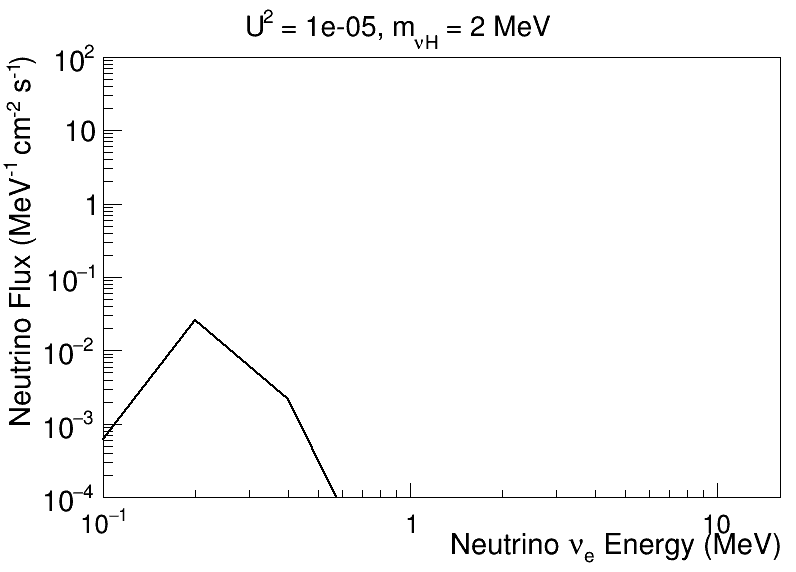 U² = 1e-05, m_νH = 2 MeV
Neutrino Flux (MeV⁻¹ cm⁻² s⁻¹)
10²
10
1
10⁻¹
10⁻²
10⁻³
10⁻⁴
10⁻¹ 1 10
Neutrino νₑ Energy (MeV)